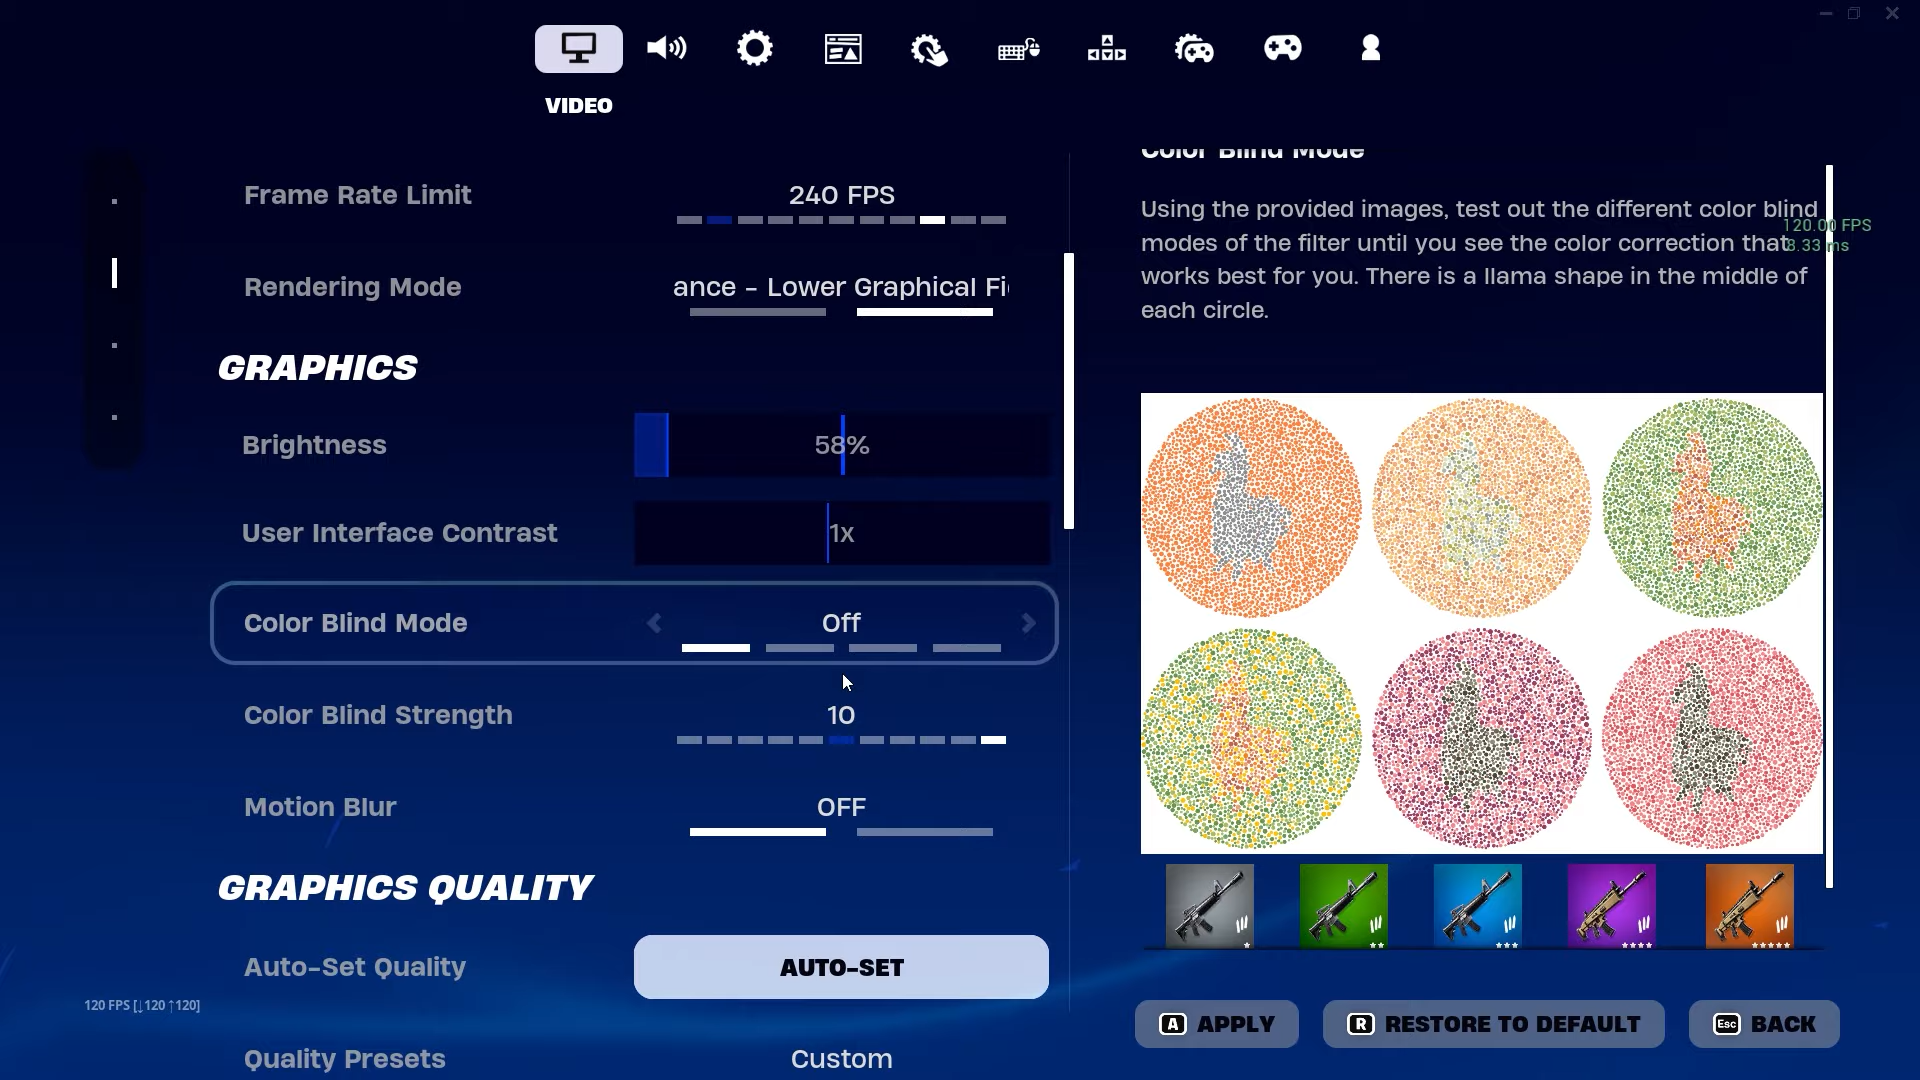 VIDEO
Frame Rate Limit
240 FPS
Rendering Mode
ance - Lower Graphical Fi
GRAPHICS
Brightness
58%
User Interface Contrast
1x
Color Blind Mode
Off
Color Blind Strength
10
Motion Blur
OFF
GRAPHICS QUALITY
Auto-Set Quality
AUTO-SET
120 FPS [↓120 ↑120]
Quality Presets
Custom
Color Blind Mode
Using the provided images, test out the different color blind
modes of the filter until you see the color correction that
works best for you. There is a llama shape in the middle of
each circle.
120.00 FPS
8.33 ms
A APPLY
R RESTORE TO DEFAULT
Esc BACK